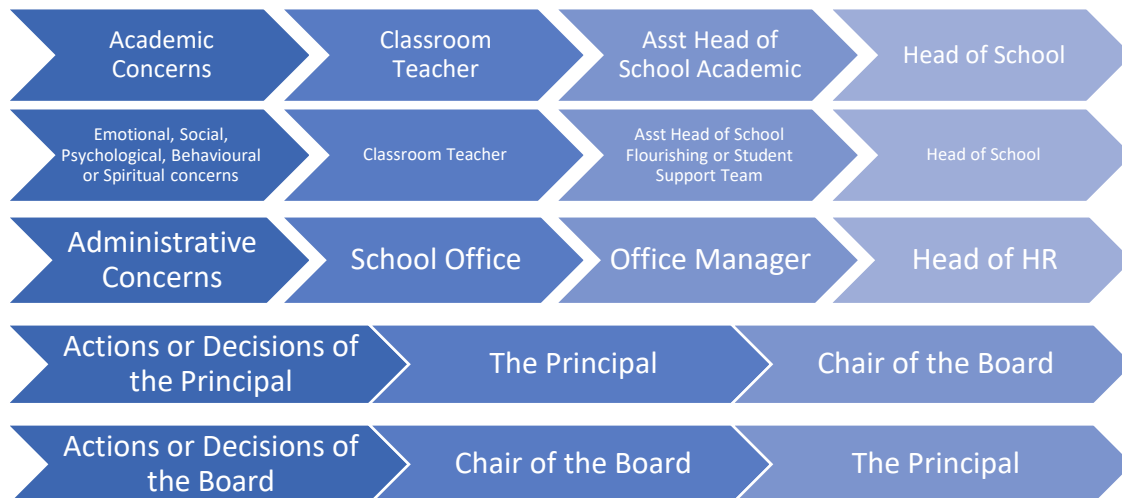 Academic
Concerns
Classroom
Teacher
Asst Head of
School Academic
Head of School
Emotional, Social,
Psychological, Behavioural
or Spiritual concerns
Classroom Teacher
Asst Head of School
Flourishing or Student
Support Team
Head of School
Administrative
Concerns
School Office
Office Manager
Head of HR
Actions or Decisions of
the Principal
The Principal
Chair of the Board
Actions or Decisions of
the Board
Chair of the Board
The Principal